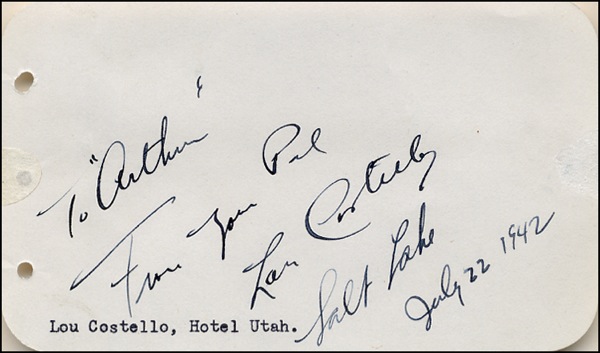 To "Arthur"
From Your Pal
Lou Costello
Salt Lake
July 22 1942
Lou Costello, Hotel Utah.